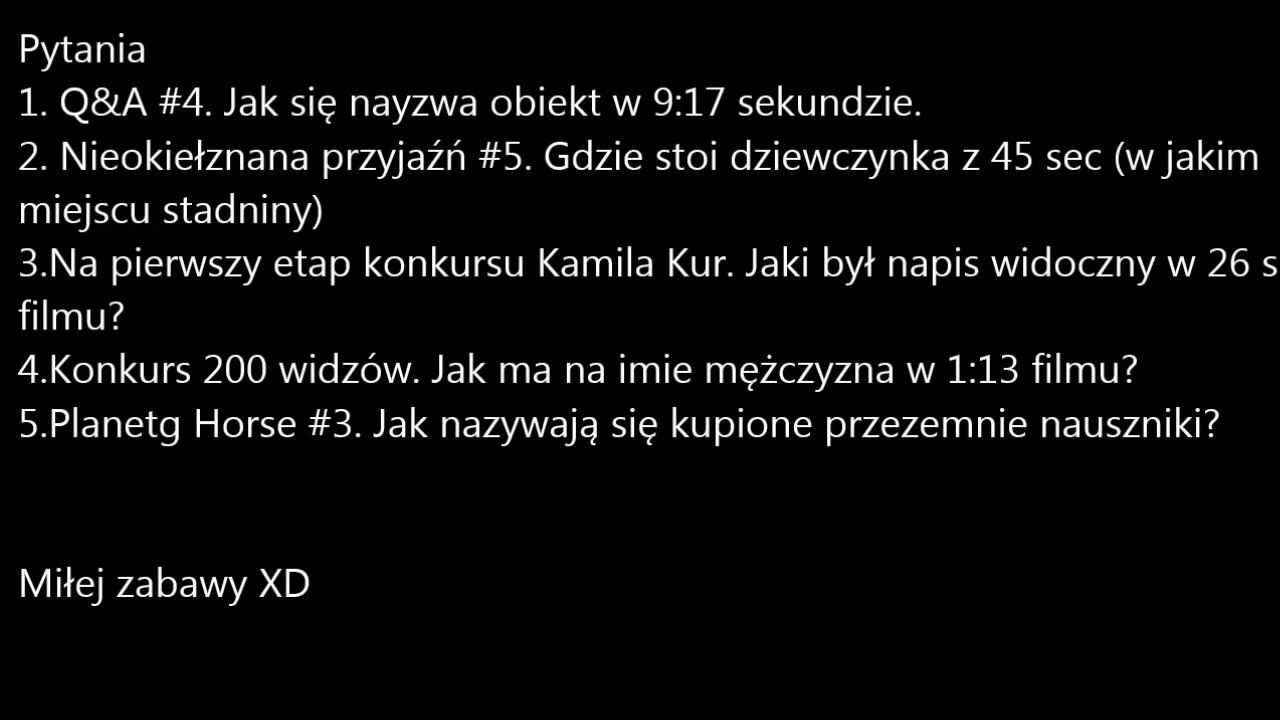 Pytania
1. Q&A #4. Jak się nayzwa obiekt w 9:17 sekundzie.
2. Nieokiełznana przyjaźń #5. Gdzie stoi dziewczynka z 45 sec (w jakim
miejscu stadniny)
3.Na pierwszy etap konkursu Kamila Kur. Jaki był napis widoczny w 26 s
filmu?
4.Konkurs 200 widzów. Jak ma na imie mężczyzna w 1:13 filmu?
5.Planetg Horse #3. Jak nazywają się kupione przezemnie nauszniki?
Miłej zabawy XD